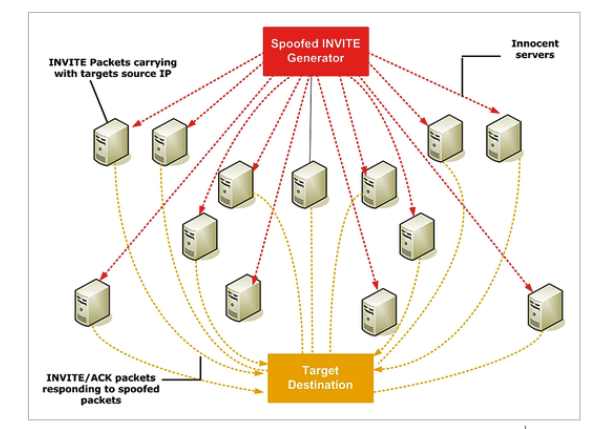 Spoofed INVITE
Generator
INVITE Packets carrying
with targets source IP
Innocent
servers
Target
Destination
INVITE/ACK packets
responding to spoofed
packets